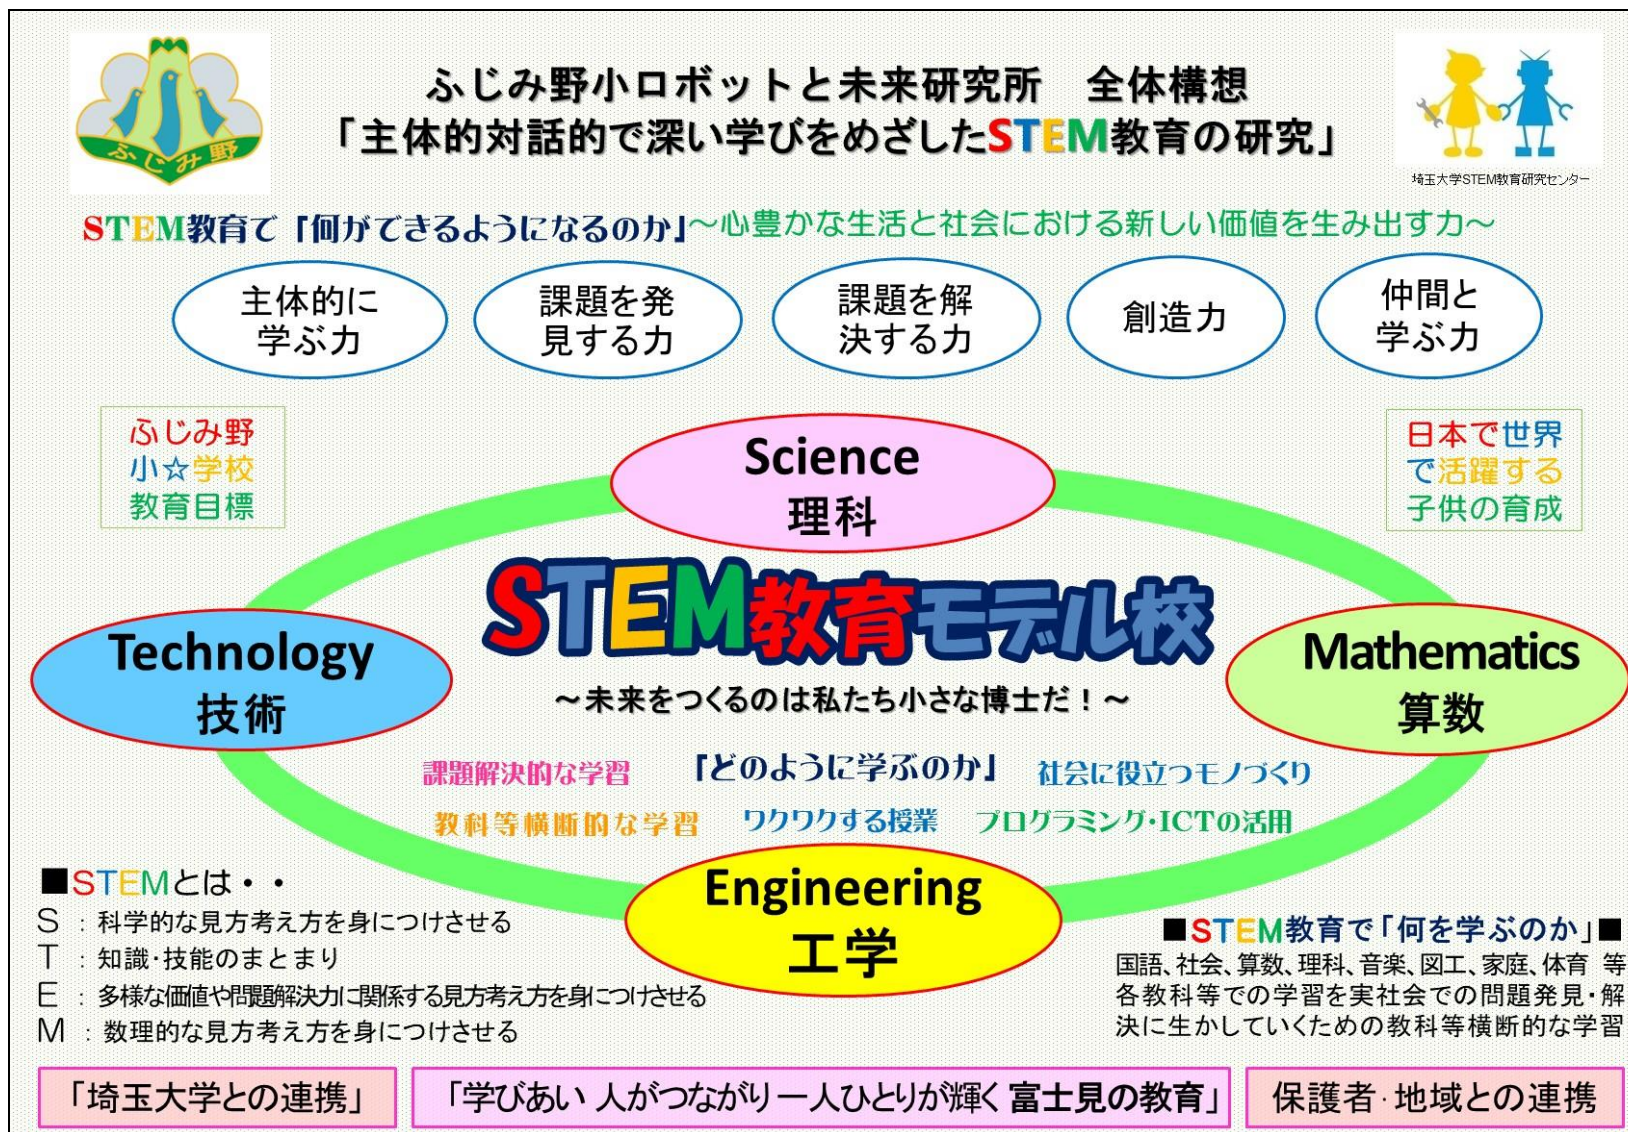 ふじみ野小ロボットと未来研究所　全体構想
「主体的対話的で深い学びをめざしたSTEM教育の研究」
ふじみ野
埼玉大学STEM教育研究センター
STEM教育で「何ができるようになるのか」～心豊かな生活と社会における新しい価値を生み出す力～
主体的に
学ぶ力
課題を発
見する力
課題を解
決する力
創造力
仲間と
学ぶ力
ふじみ野
小☆学校
教育目標
日本で世界
で活躍する
子供の育成
Science
理科
STEM教育モデル校
～未来をつくるのは私たち小さな博士だ！～
Technology
技術
Mathematics
算数
課題解決的な学習
『どのように学ぶのか』
社会に役立つモノづくり
教科等横断的な学習
ワクワクする授業
プログラミング・ICTの活用
Engineering
工学
■STEMとは・・
S ： 科学的な見方考え方を身につけさせる
T ： 知識・技能のまとまり
E ： 多様な価値や問題解決力に関係する見方考え方を身につけさせる
M ： 数理的な見方考え方を身につけさせる
■STEM教育で「何を学ぶのか」■
国語、社会、算数、理科、音楽、図工、家庭、体育 等
各教科等での学習を実社会での問題発見・解
決に生かしていくための教科等横断的な学習
「埼玉大学との連携」
「学びあい 人がつながり 一人ひとりが輝く 富士見の教育」
保護者・地域との連携